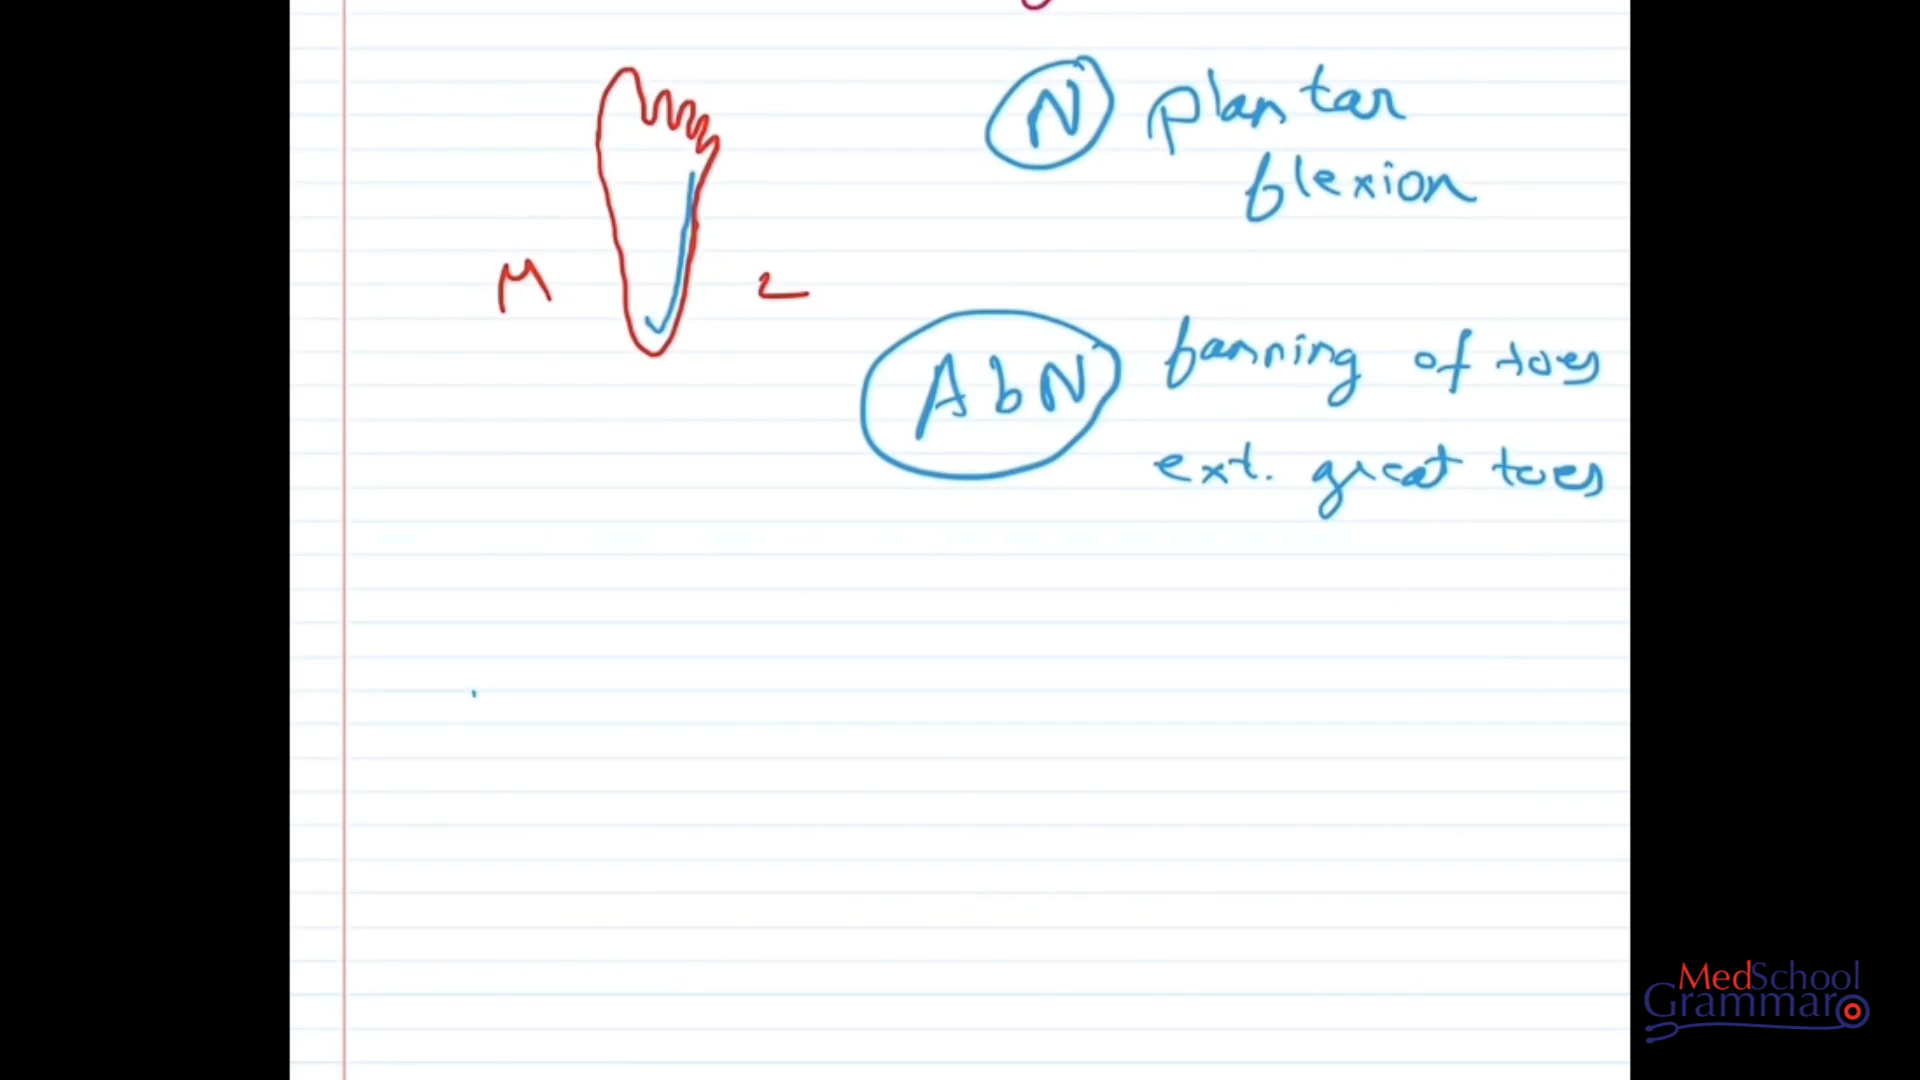 N plantar
flexion
M L
AbN fanning of toes
ext. great toes
MedSchool
Grammar